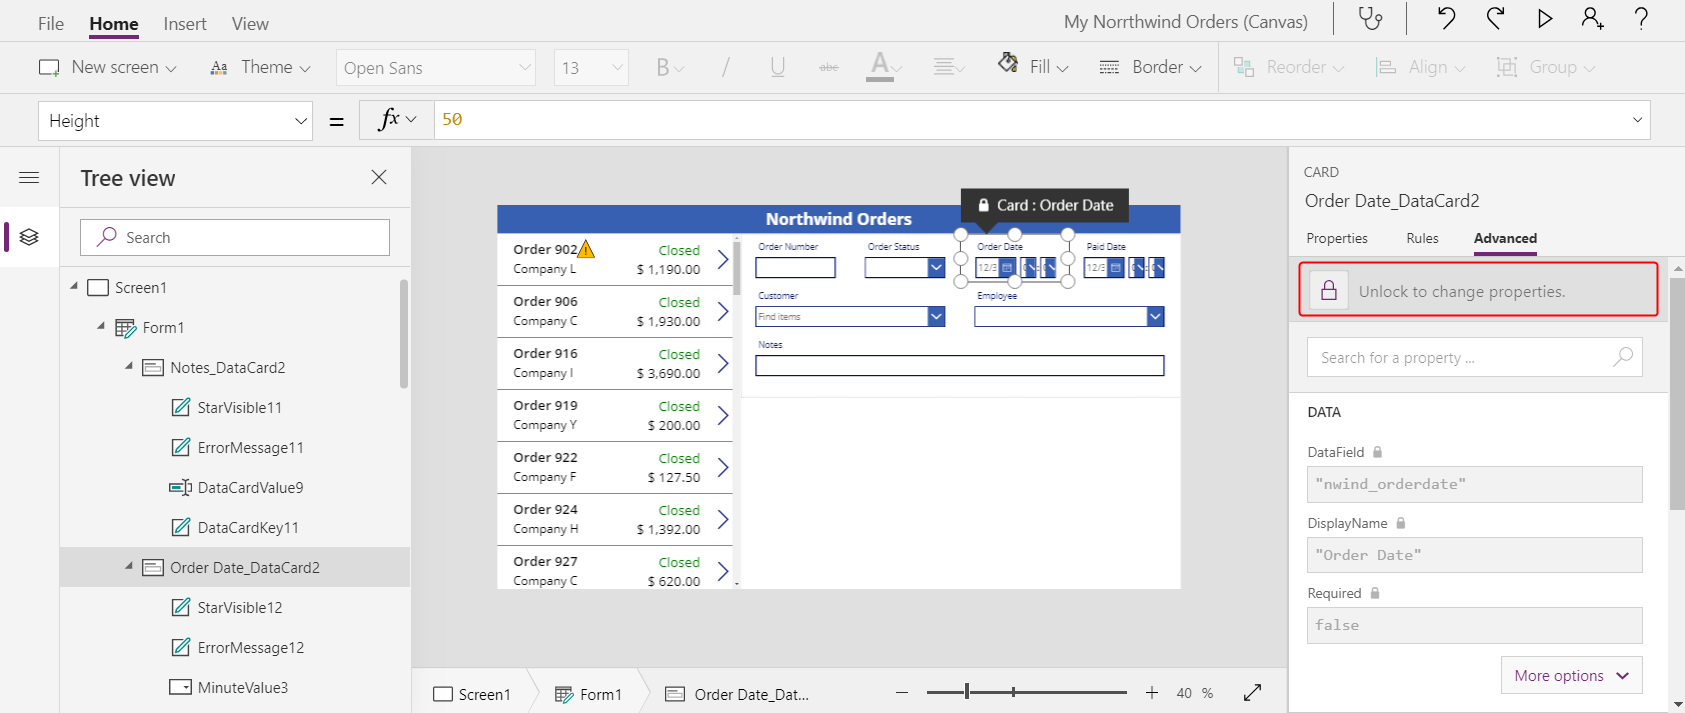 File Home Insert View My Norrthwind Orders (Canvas) ?
New screen Aa Theme Open Sans 13 B / U abc A Fill Border Reorder Align Group
Height = fx 50
Tree view
Search
Screen1
Form1
Notes_DataCard2
StarVisible11
ErrorMessage11
DataCardValue9
DataCardKey11
Order Date_DataCard2
StarVisible12
ErrorMessage12
MinuteValue3
Card : Order Date
Northwind Orders
Order 902 Closed
Company L $ 1,190.00
Order 906 Closed
Company C $ 1,930.00
Order 916 Closed
Company I $ 3,690.00
Order 919 Closed
Company Y $ 200.00
Order 922 Closed
Company F $ 127.50
Order 924 Closed
Company H $ 1,392.00
Order 927 Closed
Company C $ 620.00
Order Number Order Status Order Date Paid Date
12/3 12/3
Customer Employee
Find items
Notes
Screen1 Form1 Order Date_Dat... 40 %
CARD
Order Date_DataCard2
Properties Rules Advanced
Unlock to change properties.
Search for a property ...
DATA
DataField
"nwind_orderdate"
DisplayName
"Order Date"
Required
false
More options